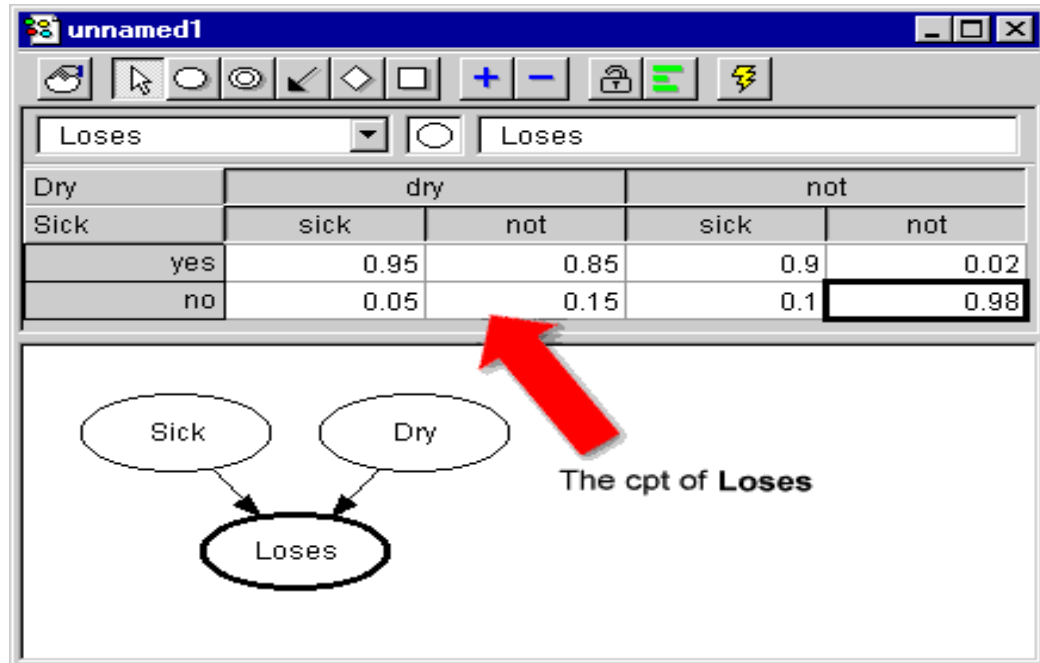 unnamed1
Loses Loses
Dry dry not
Sick sick not sick not
yes 0.95 0.85 0.9 0.02
no 0.05 0.15 0.1 0.98
Sick Dry
The cpt of Loses
Loses